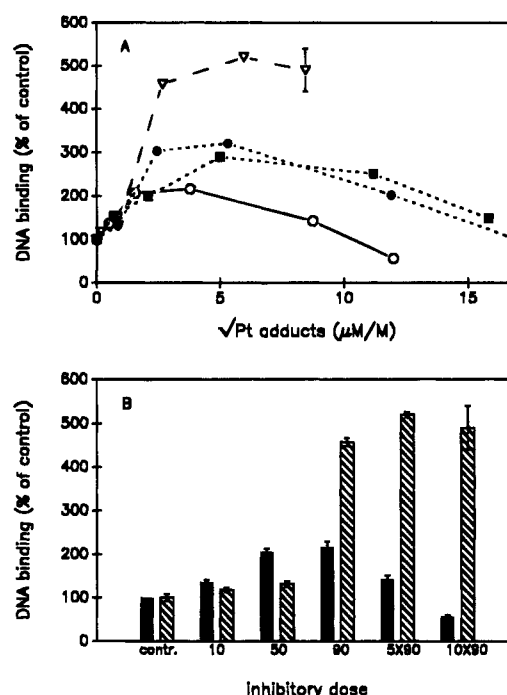 A
600
500
400
300
200
100
0
DNA binding (% of control)
0 5 10 15
√Pt adducts (μM/M)
B
600
500
400
300
200
100
0
DNA binding (% of control)
contr. 10 50 90 5X90 10X90
inhibitory dose